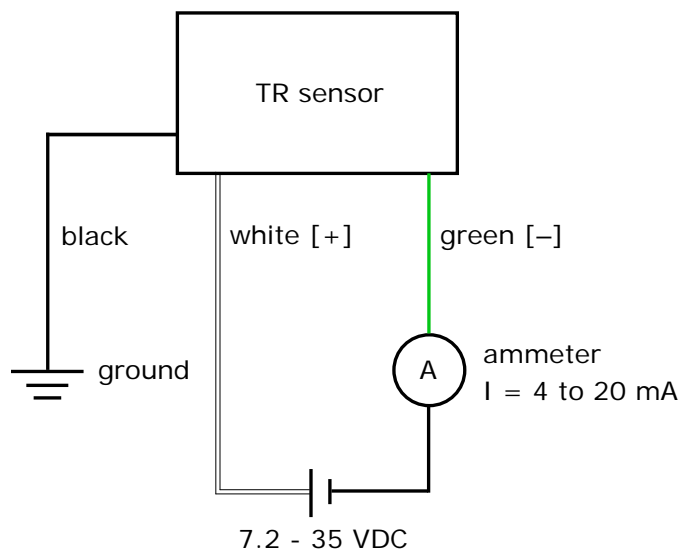 TR sensor
black
white [+]
green [–]
ground
A
ammeter
I = 4 to 20 mA
7.2 - 35 VDC